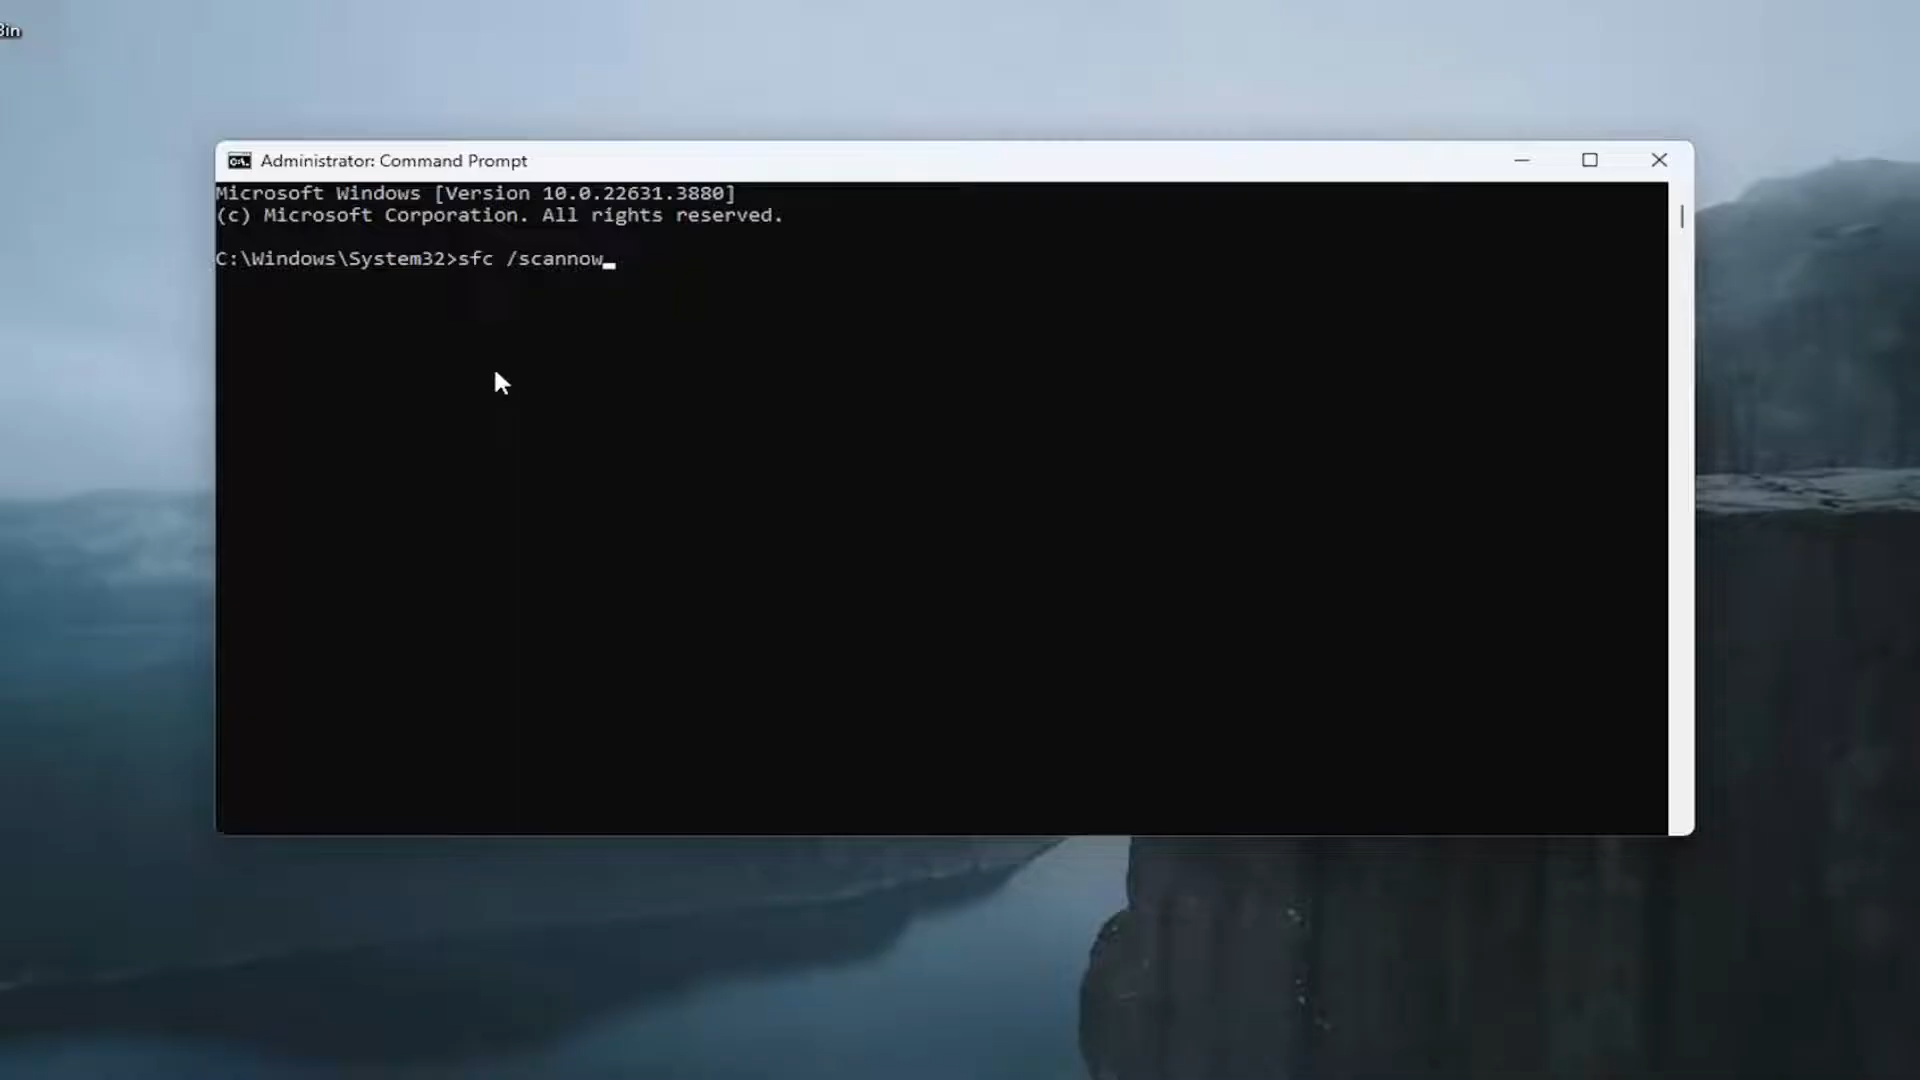 Bin
Administrator: Command Prompt
Microsoft Windows [Version 10.0.22631.3880]
(c) Microsoft Corporation. All rights reserved.
C:\Windows\System32>sfc /scannow